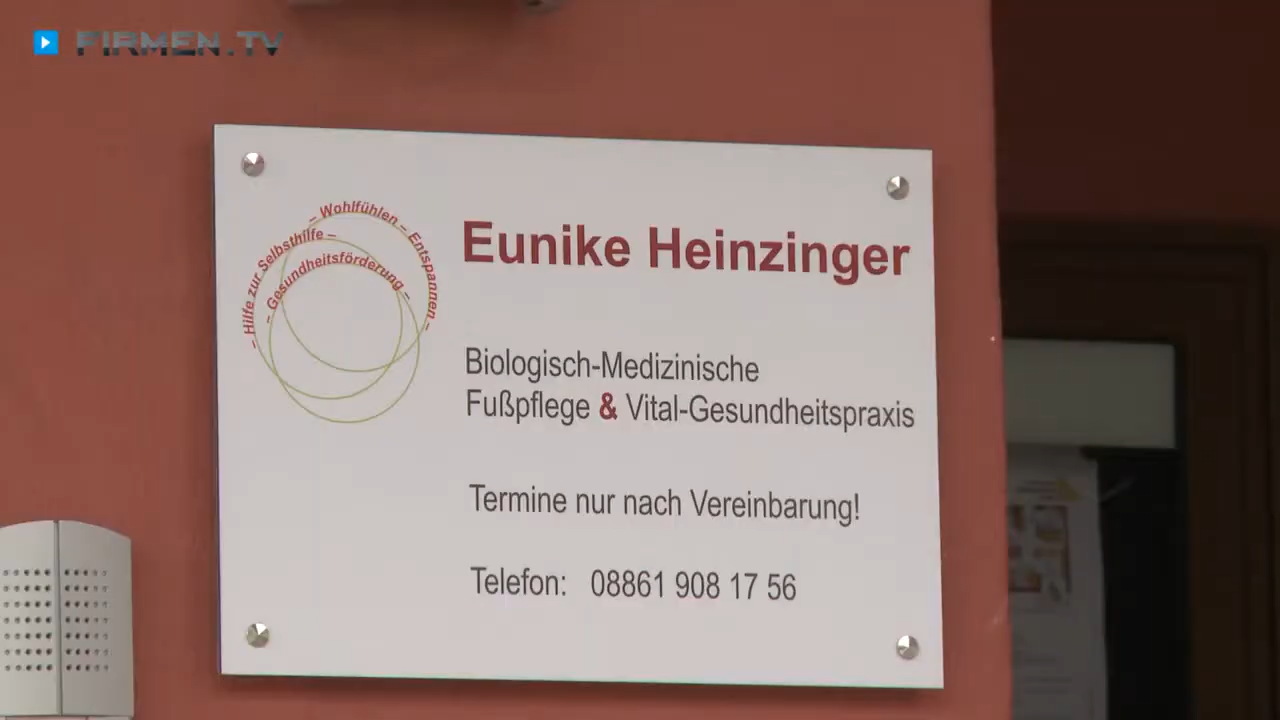 FIRMEN.TV
– Wohlfühlen – Entspannen –
– Hilfe zur Selbsthilfe –
– Gesundheitsförderung –
Eunike Heinzinger
Biologisch-Medizinische
Fußpflege & Vital-Gesundheitspraxis
Termine nur nach Vereinbarung!
Telefon: 08861 908 17 56